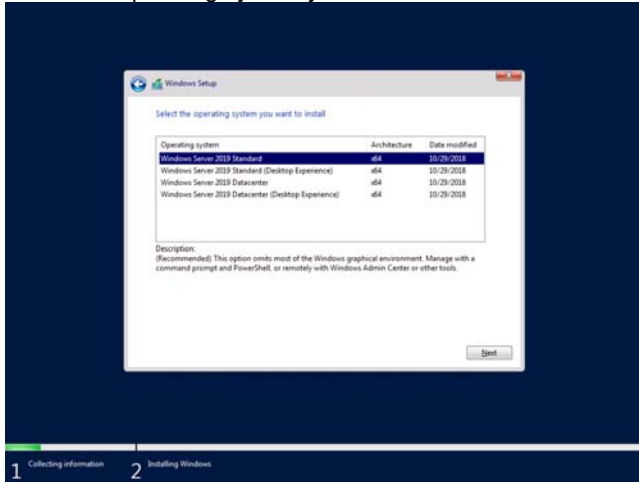 Windows Setup
Select the operating system you want to install
Operating system Architecture Date modified
Windows Server 2019 Standard x64 10/29/2018
Windows Server 2019 Standard (Desktop Experience) x64 10/29/2018
Windows Server 2019 Datacenter x64 10/29/2018
Windows Server 2019 Datacenter (Desktop Experience) x64 10/29/2018
Description:
(Recommended) This option omits most of the Windows graphical environment. Manage with a
command prompt and PowerShell, or remotely with Windows Admin Center or other tools.
Next
1 Collecting information 2 Installing Windows